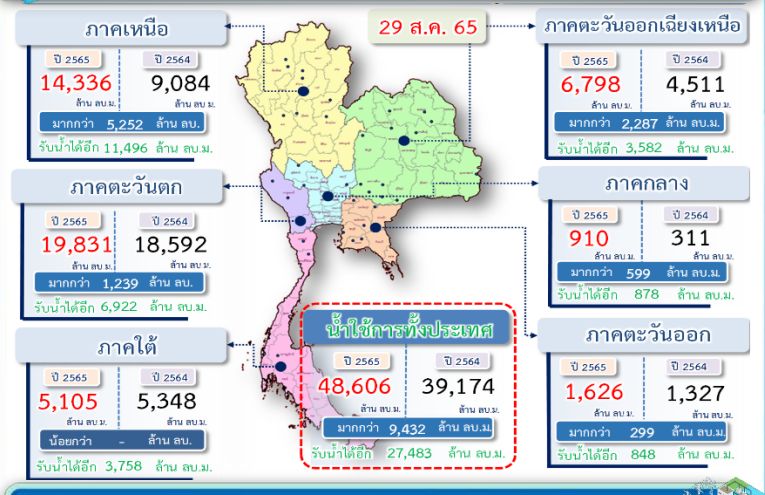 ภาคเหนือ
ปี 2565 ปี 2564
14,336 9,084
ล้าน ลบ.ม. ล้าน ลบ.ม.
มากกว่า 5,252 ล้าน ลบ.
รับน้ำได้อีก 11,496 ล้าน ลบ.ม.
29 ส.ค. 65
ภาคตะวันออกเฉียงเหนือ
ปี 2565 ปี 2564
6,798 4,511
ล้าน ลบ.ม. ล้าน ลบ.ม.
มากกว่า 2,287 ล้าน ลบ.ม.
รับน้ำได้อีก 3,582 ล้าน ลบ.ม.
ภาคตะวันตก
ปี 2565 ปี 2564
19,831 18,592
ล้าน ลบ.ม. ล้าน ลบ.ม.
มากกว่า 1,239 ล้าน ลบ.
รับน้ำได้อีก 6,922 ล้าน ลบ.ม.
ภาคกลาง
ปี 2565 ปี 2564
910 311
ล้าน ลบ.ม. ล้าน ลบ.ม.
มากกว่า 599 ล้าน ลบ.ม.
รับน้ำได้อีก 878 ล้าน ลบ.ม.
ภาคใต้
ปี 2565 ปี 2564
5,105 5,348
ล้าน ลบ.ม. ล้าน ลบ.ม.
น้อยกว่า - ล้าน ลบ.
รับน้ำได้อีก 3,758 ล้าน ลบ.ม.
น้ำใช้การทั้งประเทศ
ปี 2565 ปี 2564
48,606 39,174
ล้าน ลบ.ม. ล้าน ลบ.ม.
มากกว่า 9,432 ล้าน ลบ.ม.
รับน้ำได้อีก 27,483 ล้าน ลบ.ม.
ภาคตะวันออก
ปี 2565 ปี 2564
1,626 1,327
ล้าน ลบ.ม. ล้าน ลบ.ม.
มากกว่า 299 ล้าน ลบ.ม.
รับน้ำได้อีก 848 ล้าน ลบ.ม.